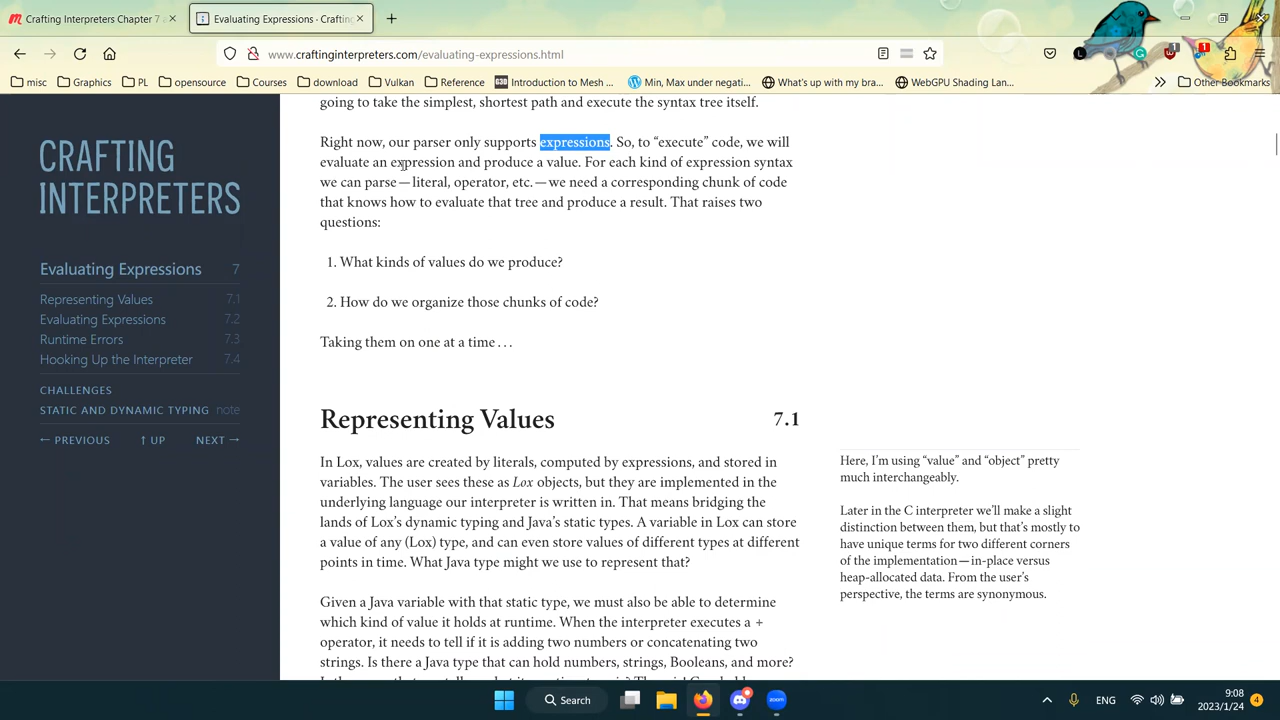 Crafting Interpreters Chapter 7
Evaluating Expressions · Crafting
www.craftinginterpreters.com/evaluating-expressions.html
misc Graphics PL opensource Courses download Vulkan Reference Introduction to Mesh ... Min, Max under negati... What's up with my bra... WebGPU Shading Lan... Other Bookmarks
CRAFTING
INTERPRETERS
Evaluating Expressions 7
Representing Values 7.1
Evaluating Expressions 7.2
Runtime Errors 7.3
Hooking Up the Interpreter 7.4
CHALLENGES
STATIC AND DYNAMIC TYPING note
← PREVIOUS ↑ UP NEXT →
going to take the simplest, shortest path and execute the syntax tree itself.
Right now, our parser only supports expressions. So, to “execute” code, we will
evaluate an expression and produce a value. For each kind of expression syntax
we can parse—literal, operator, etc.—we need a corresponding chunk of code
that knows how to evaluate that tree and produce a result. That raises two
questions:
1. What kinds of values do we produce?
2. How do we organize those chunks of code?
Taking them on one at a time . . .
Representing Values 7.1
In Lox, values are created by literals, computed by expressions, and stored in
variables. The user sees these as Lox objects, but they are implemented in the
underlying language our interpreter is written in. That means bridging the
lands of Lox’s dynamic typing and Java’s static types. A variable in Lox can store
a value of any (Lox) type, and can even store values of different types at different
points in time. What Java type might we use to represent that?
Given a Java variable with that static type, we must also be able to determine
which kind of value it holds at runtime. When the interpreter executes a +
operator, it needs to tell if it is adding two numbers or concatenating two
strings. Is there a Java type that can hold numbers, strings, Booleans, and more?
Here, I’m using “value” and “object” pretty
much interchangeably.
Later in the C interpreter we’ll make a slight
distinction between them, but that’s mostly to
have unique terms for two different corners
of the implementation—in-place versus
heap-allocated data. From the user’s
perspective, the terms are synonymous.
Search
zoom
ENG
9:08
2023/1/24
4